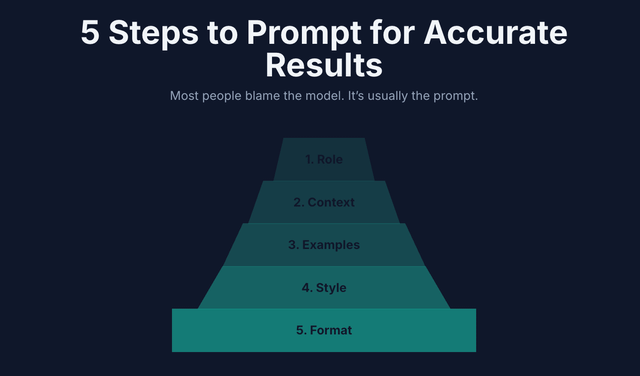 5 Steps to Prompt for Accurate
Results
Most people blame the model. It’s usually the prompt.
1. Role
2. Context
3. Examples
4. Style
5. Format